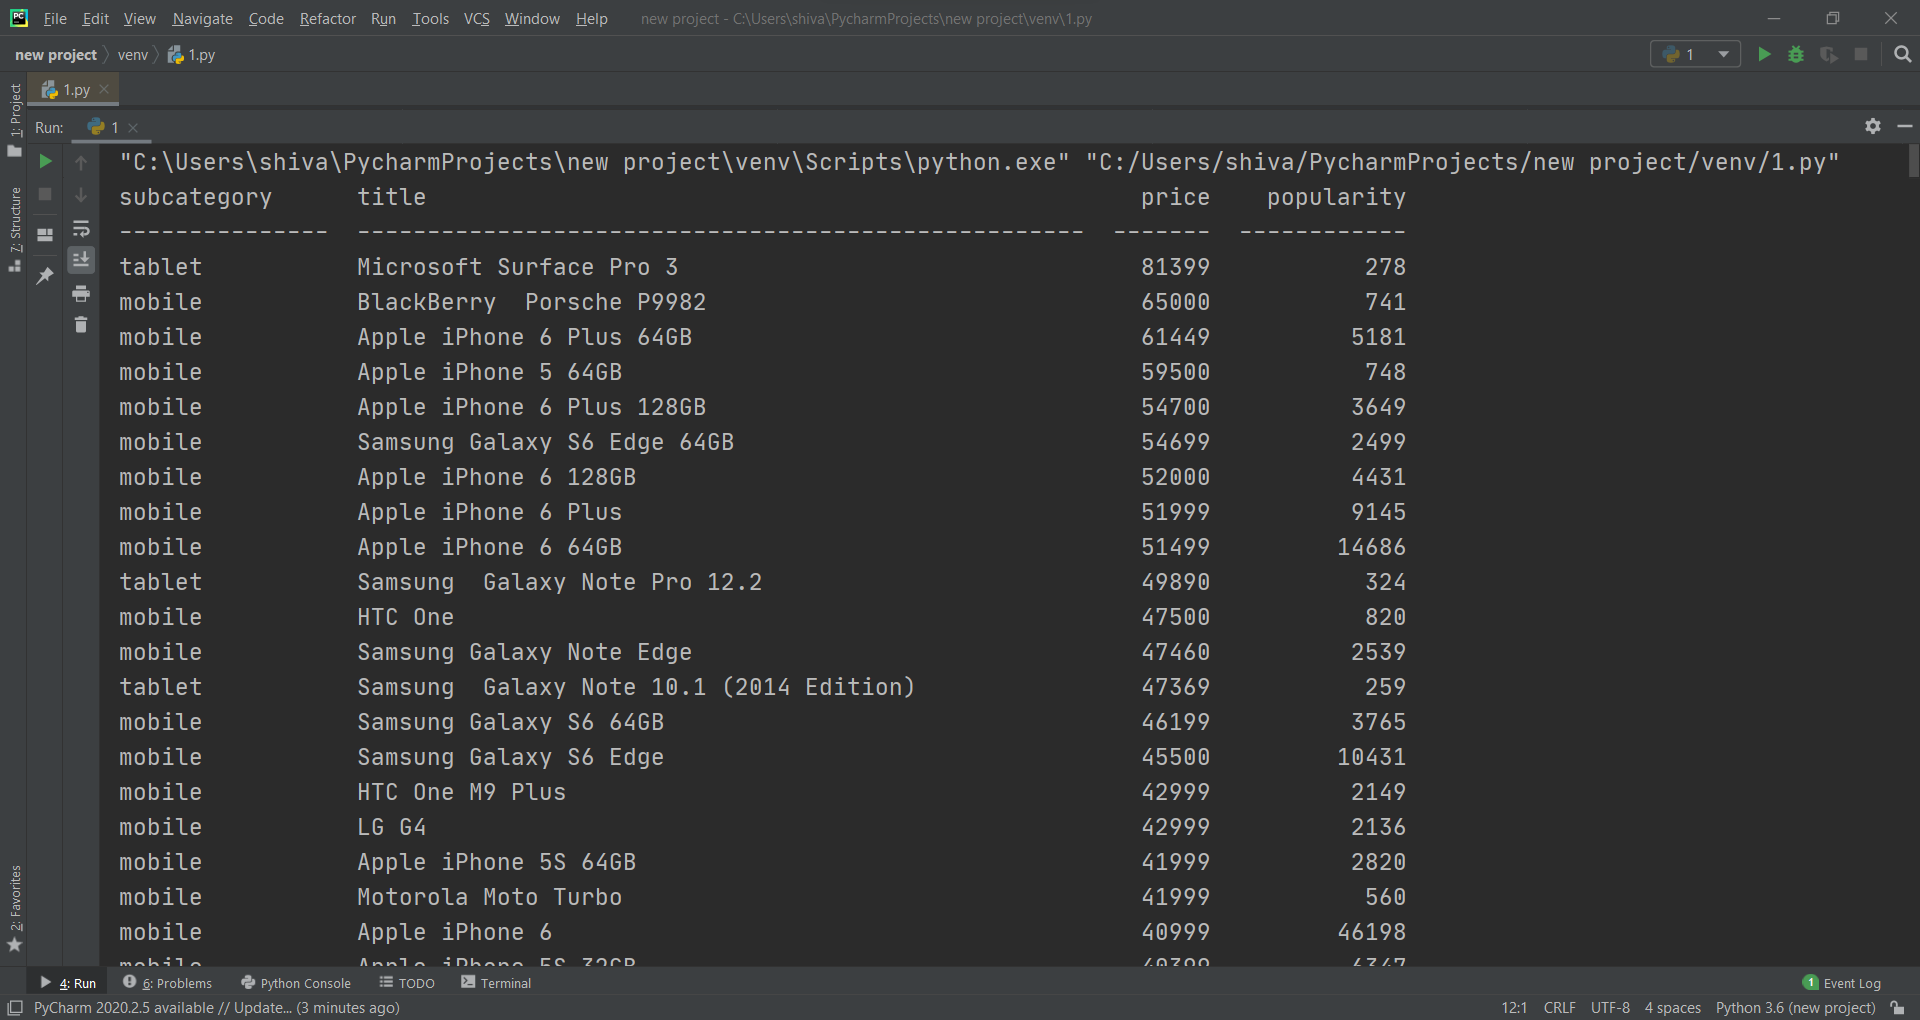 File Edit View Navigate Code Refactor Run Tools VCS Window Help new project - C:\Users\shiva\PycharmProjects\new project\venv\1.py
new project venv 1.py 1
1: Project
1.py
Run: 1
7: Structure
"C:\Users\shiva\PycharmProjects\new project\venv\Scripts\python.exe" "C:/Users/shiva/PycharmProjects/new project/venv/1.py"
subcategory title price popularity
--------------- ---------------------------------------------------- ------- ------------
tablet Microsoft Surface Pro 3 81399 278
mobile BlackBerry  Porsche P9982 65000 741
mobile Apple iPhone 6 Plus 64GB 61449 5181
mobile Apple iPhone 5 64GB 59500 748
mobile Apple iPhone 6 Plus 128GB 54700 3649
mobile Samsung Galaxy S6 Edge 64GB 54699 2499
mobile Apple iPhone 6 128GB 52000 4431
mobile Apple iPhone 6 Plus 51999 9145
mobile Apple iPhone 6 64GB 51499 14686
tablet Samsung  Galaxy Note Pro 12.2 49890 324
mobile HTC One 47500 820
mobile Samsung Galaxy Note Edge 47460 2539
tablet Samsung  Galaxy Note 10.1 (2014 Edition) 47369 259
mobile Samsung Galaxy S6 64GB 46199 3765
mobile Samsung Galaxy S6 Edge 45500 10431
mobile HTC One M9 Plus 42999 2149
mobile LG G4 42999 2136
mobile Apple iPhone 5S 64GB 41999 2820
mobile Motorola Moto Turbo 41999 560
mobile Apple iPhone 6 40999 46198
mobile Apple iPhone 5S 32GB 40399 6347
2: Favorites
4: Run 6: Problems Python Console TODO Terminal 1 Event Log
PyCharm 2020.2.5 available // Update... (3 minutes ago) 12:1 CRLF UTF-8 4 spaces Python 3.6 (new project)